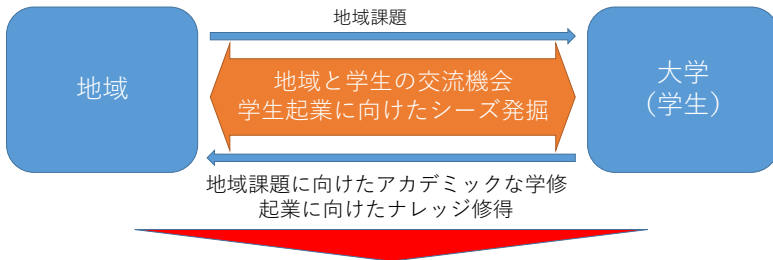 地域課題
地域
地域と学生の交流機会
学生起業に向けたシーズ発掘
大学
(学生)
地域課題に向けたアカデミックな学修
起業に向けたナレッジ修得